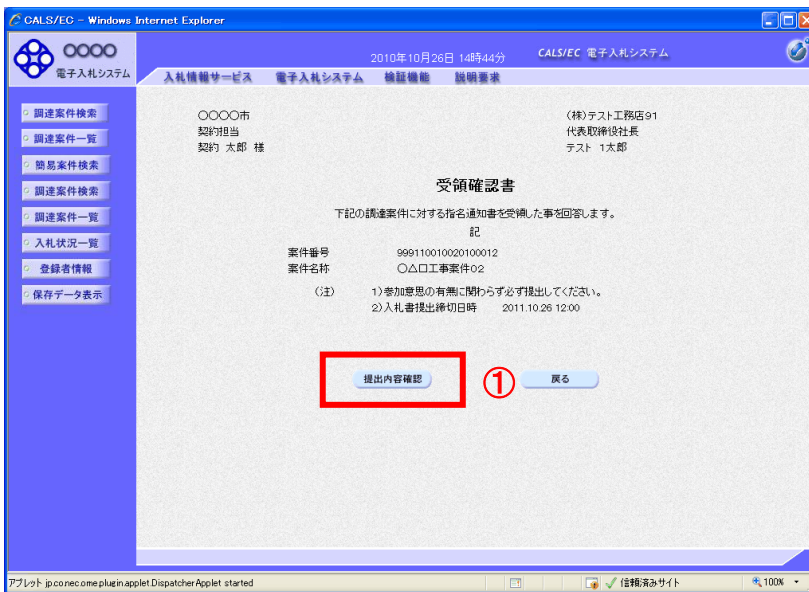 CALS/EC - Windows Internet Explorer
〇〇〇〇
電子入札システム
2010年10月26日 14時44分
CALS/EC 電子入札システム
入札情報サービス 電子入札システム 検証機能 説明要求
調達案件検索
調達案件一覧
簡易案件検索
調達案件検索
調達案件一覧
入札状況一覧
登録者情報
保存データ表示
〇〇〇〇市
契約担当
契約 太郎 様
(株)テスト工務店91
代表取締役社長
テスト 1太郎
受領確認書
下記の調達案件に対する指名通知書を受領した事を回答します。
記
案件番号 999110010020100012
案件名称 〇△口工事案件02
(注) 1)参加意思の有無に関わらず必ず提出してください。
2)入札書提出締切日時 2011.10.26 12:00
提出内容確認 ① 戻る
アプレット jp.co.nec.ome.plugin.applet.DispatcherApplet started
信頼済みサイト
100%